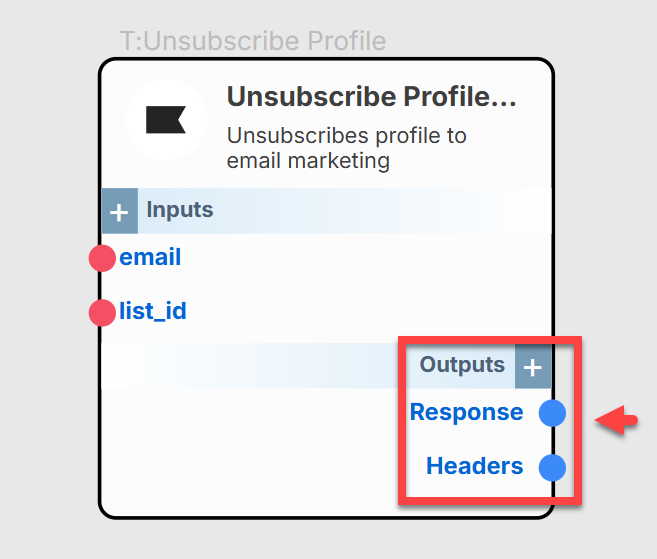 T:Unsubscribe Profile
Unsubscribe Profile...
Unsubscribes profile to
email marketing
+ Inputs
email
list_id
Outputs +
Response
Headers